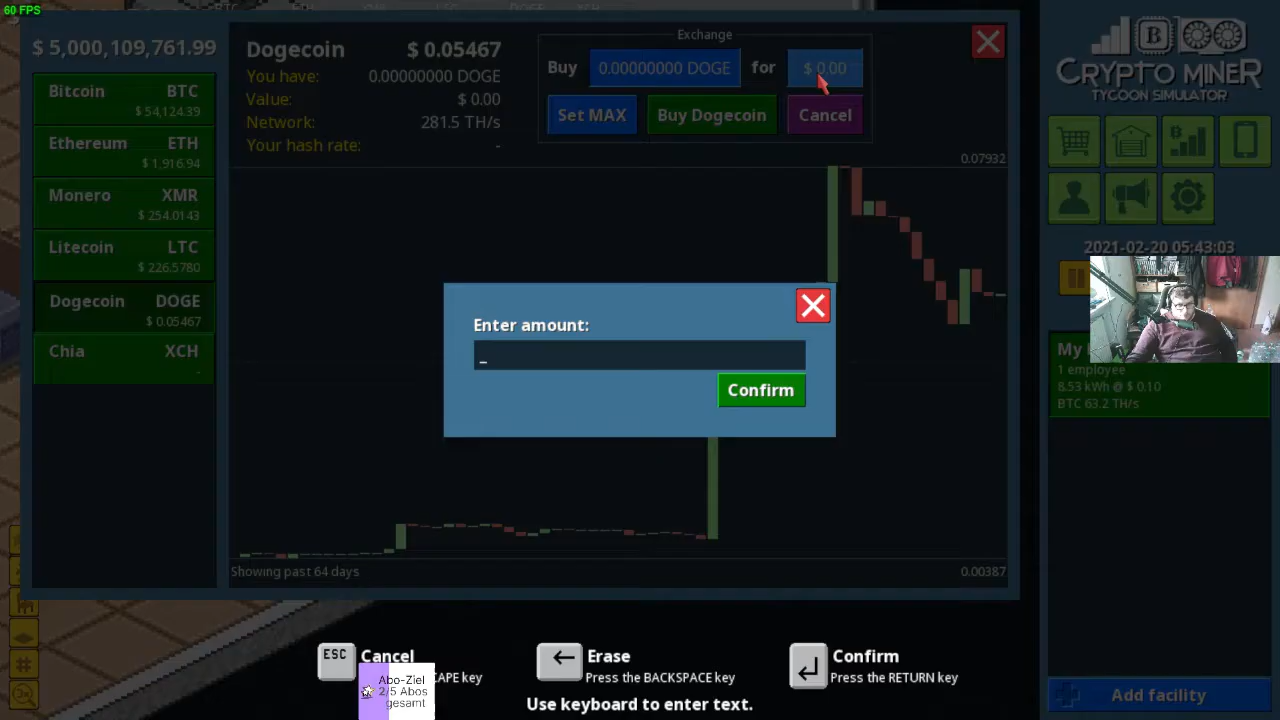 60 FPS
$ 5,000,109,761.99
Bitcoin BTC
$ 54,124.39
Ethereum ETH
$ 1,916.94
Monero XMR
$ 254.0143
Litecoin LTC
$ 226.5780
Dogecoin DOGE
$ 0.05467
Chia XCH
-
Dogecoin $ 0.05467
You have: 0.00000000 DOGE
Value: $ 0.00
Network: 281.5 TH/s
Your hash rate: -
Exchange
Buy 0.00000000 DOGE for $ 0.00
Set MAX Buy Dogecoin Cancel
0.07932
Enter amount:
_
Confirm
Showing past 64 days 0.00387
CRYPTO MINER
TYCOON SIMULATOR
2021-02-20 05:43:03
1 employee
8.53 kWh @ $ 0.10
BTC 63.2 TH/s
Add facility
ESC Cancel
APE key
Erase
Press the BACKSPACE key
Confirm
Press the RETURN key
Use keyboard to enter text.
Abo-Ziel
2/5 Abos
gesamt